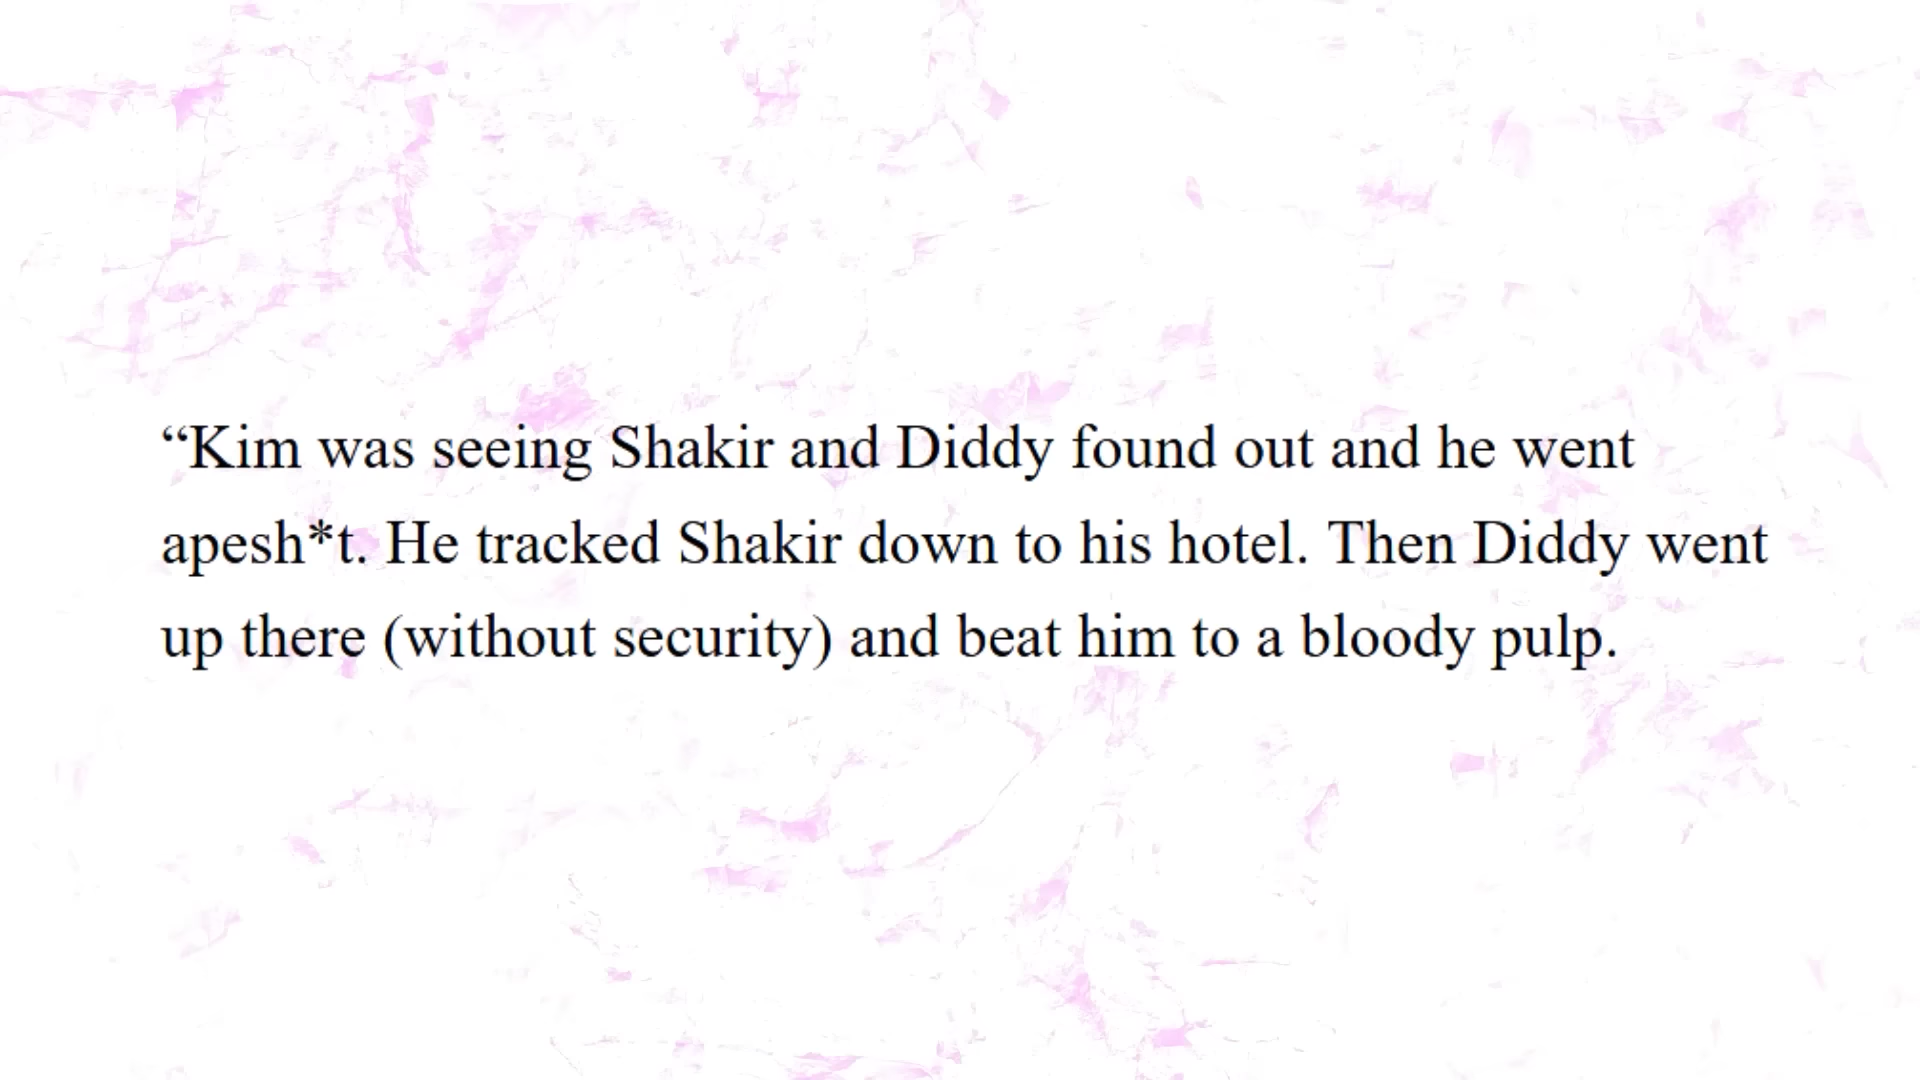 “Kim was seeing Shakir and Diddy found out and he went
apesh*t. He tracked Shakir down to his hotel. Then Diddy went
up there (without security) and beat him to a bloody pulp.